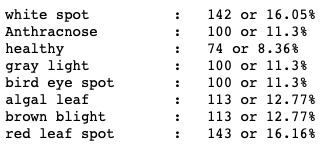 white spot : 142 or 16.05%
Anthracnose : 100 or 11.3%
healthy : 74 or 8.36%
gray light : 100 or 11.3%
bird eye spot : 100 or 11.3%
algal leaf : 113 or 12.77%
brown blight : 113 or 12.77%
red leaf spot : 143 or 16.16%